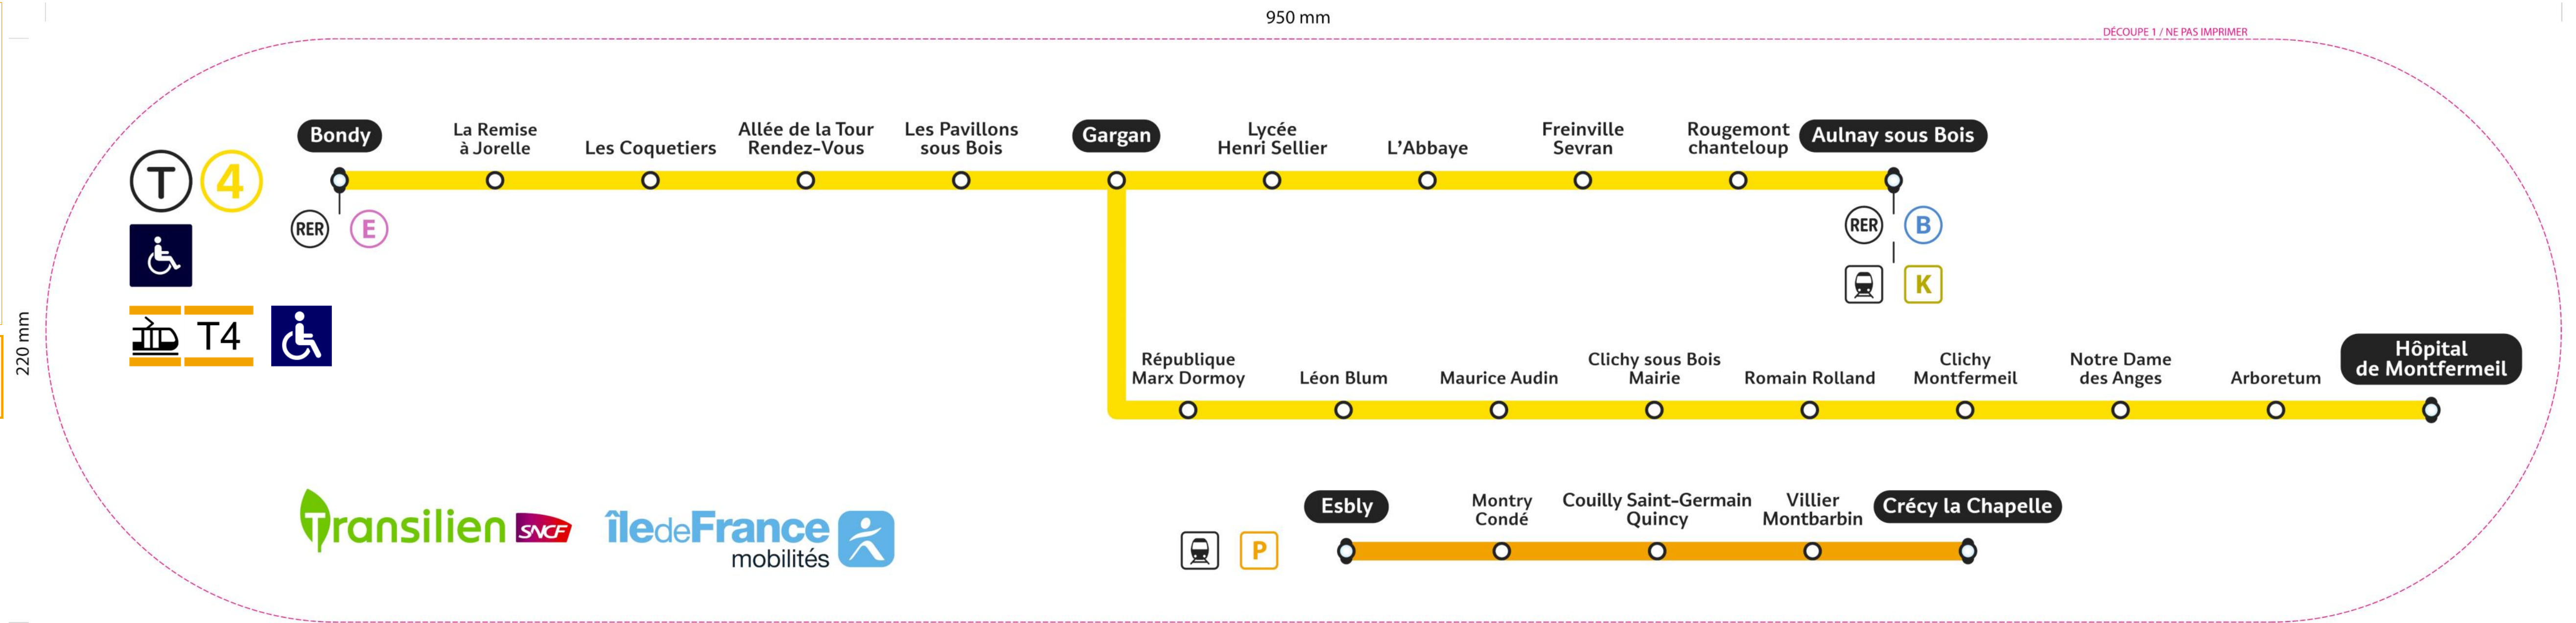 950 mm
DÉCOUPE 1 / NE PAS IMPRIMER
220 mm
T 4
Bondy
La Remise
à Jorelle
Les Coquetiers
Allée de la Tour
Rendez-Vous
Les Pavillons
sous Bois
Gargan
Lycée
Henri Sellier
L'Abbaye
Freinville
Sevran
Rougemont
chanteloup
Aulnay sous Bois
RER E
RER B
K
T4
République
Marx Dormoy
Léon Blum
Maurice Audin
Clichy sous Bois
Mairie
Romain Rolland
Clichy
Montfermeil
Notre Dame
des Anges
Arboretum
Hôpital
de Montfermeil
Transilien SNCF
îledeFrance
mobilités
P
Esbly
Montry
Condé
Couilly Saint-Germain
Quincy
Villier
Montbarbin
Crécy la Chapelle